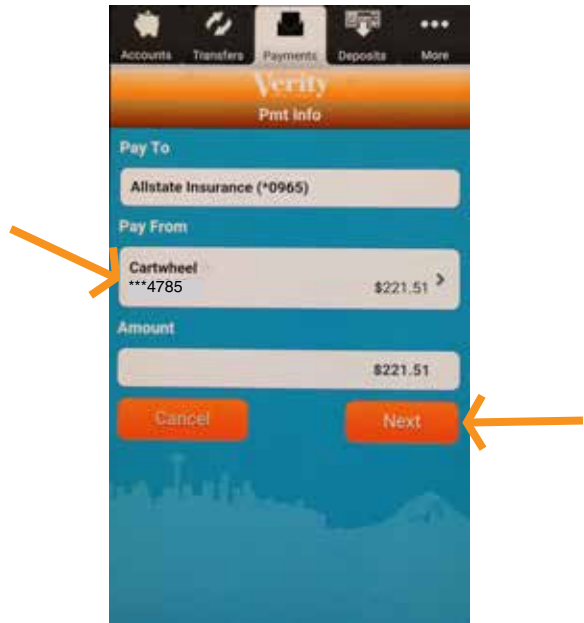 Accounts Transfers Payments Deposits More
Verity
Pmt Info
Pay To
Allstate Insurance (*0965)
Pay From
Cartwheel
***4785 $221.51
Amount
$221.51
Cancel Next